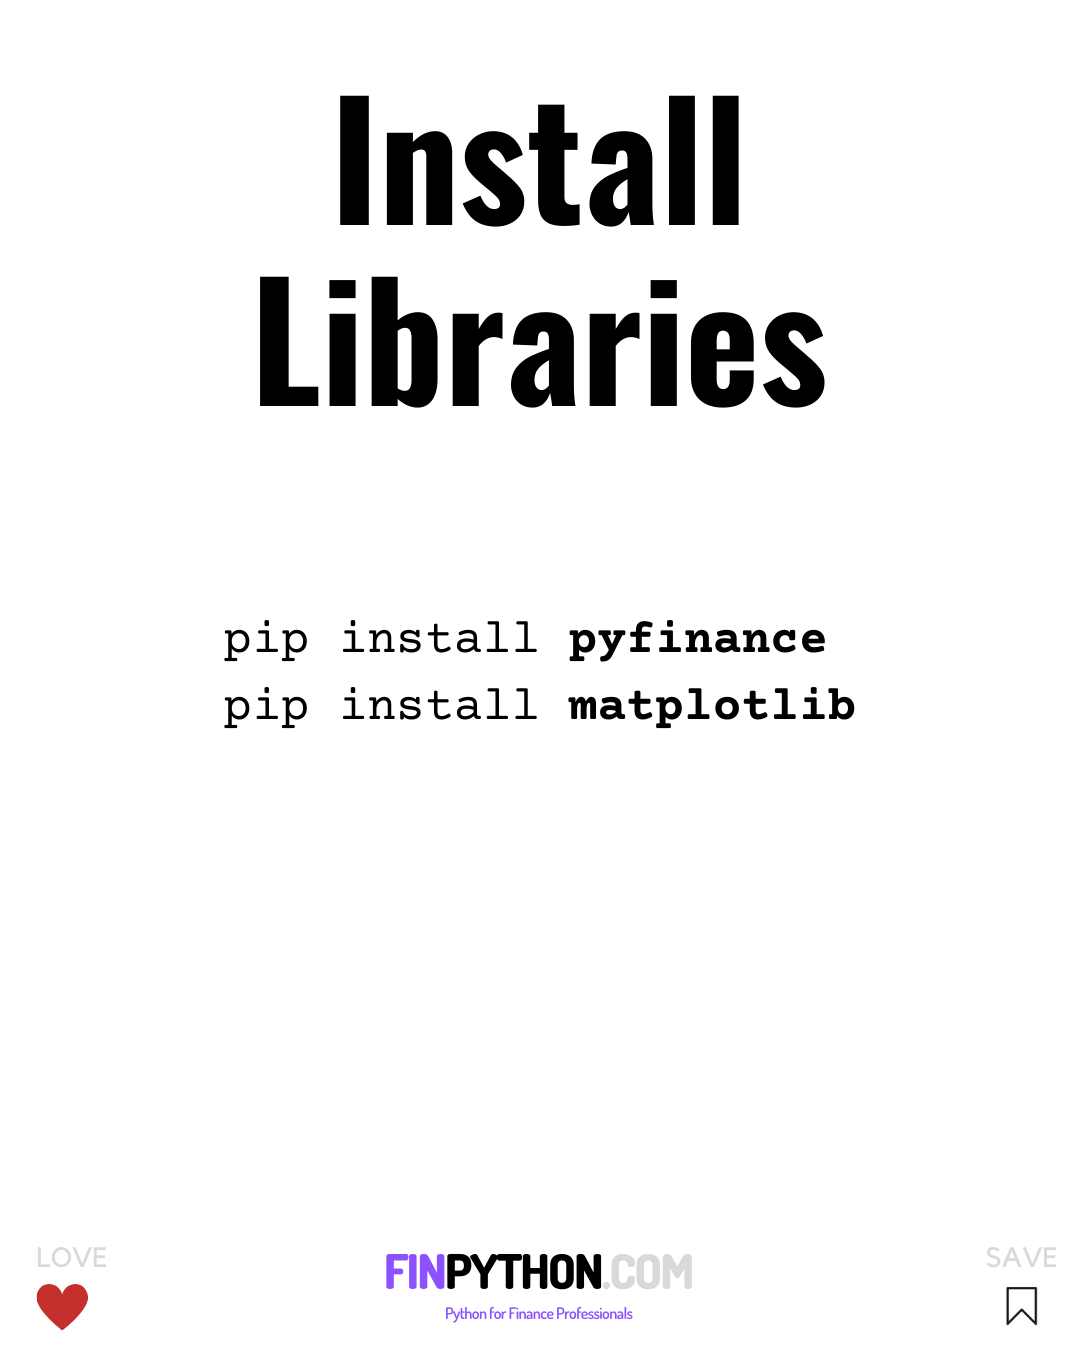 Install
Libraries
pip install pyfinance
pip install matplotlib
LOVE
FINPYTHON.COM
Python for Finance Professionals
SAVE